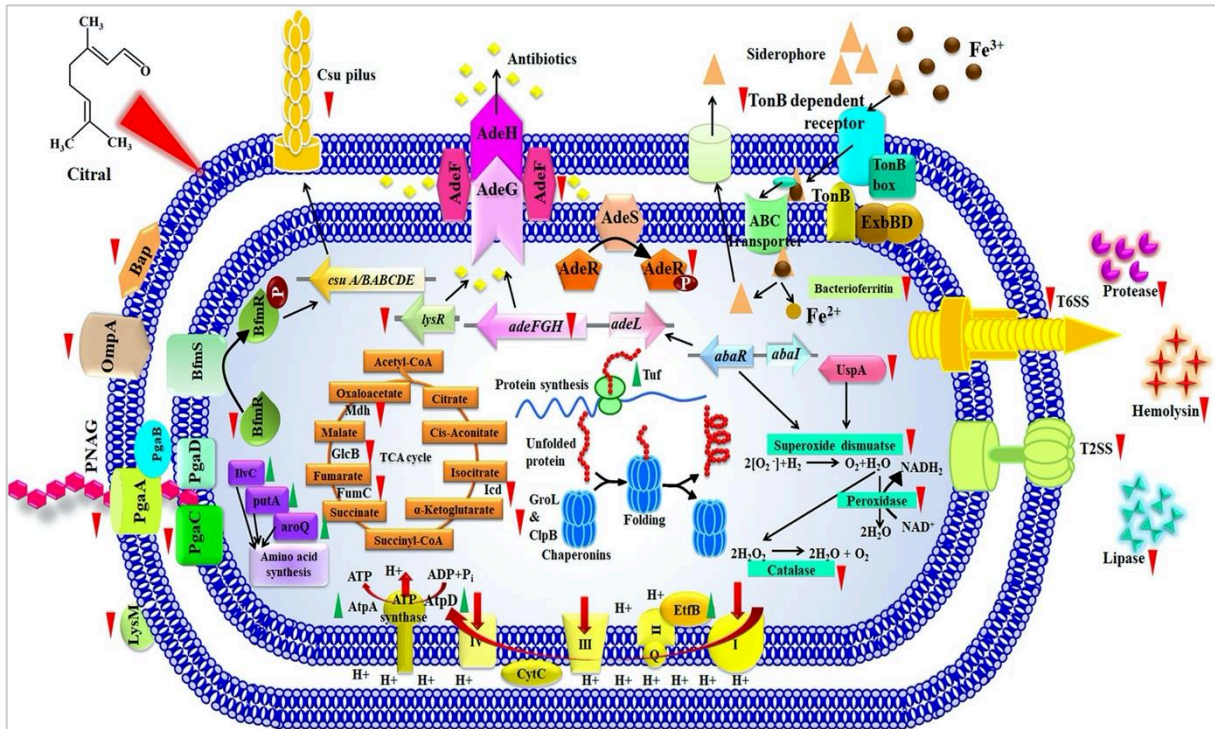 CH₃
O
H₃C
CH₃
Citral
Csu pilus
Antibiotics
Siderophore
Fe³⁺
TonB dependent
receptor
TonB
box
TonB
ExbBD
ABC
Transporter
AdeH
AdeF
AdeG
AdeF
AdeS
AdeR
AdeR
P
Bap
OmpA
BfmS
BfmR
P
BfmR
csu A/BABCDE
lysR
adeFGH
adeL
abaR
abaI
UspA
Bacterioferritin
Fe²⁺
T6SS
Protease
Hemolysin
T2SS
Lipase
PNAG
PgaA
PgaB
PgaD
PgaC
LysM
IlvC
putA
aroQ
Amino acid
synthesis
Acetyl-CoA
Oxaloacetate
Citrate
Mdh
Malate
Cis-Aconitate
GlcB
TCA cycle
Fumarate
Isocitrate
FumC
Icd
Succinate
α-Ketoglutarate
Succinyl-CoA
Protein synthesis
Tuf
Unfolded
protein
GroL
&
ClpB
Chaperonins
Folding
Superoxide dismuatse
2[O₂⁻]+H₂
O₂+H₂O
NADH₂
Peroxidase
NAD⁺
2H₂O
2H₂O₂
2H₂O + O₂
Catalase
H+
ATP
ADP+Pᵢ
AtpA
ATP
synthase
AtpD
IV
CytC
III
H+
H+
II
Q
EtfB
I
H+
H+
H+
H+
H+
H+
H+
H+
H+
H+